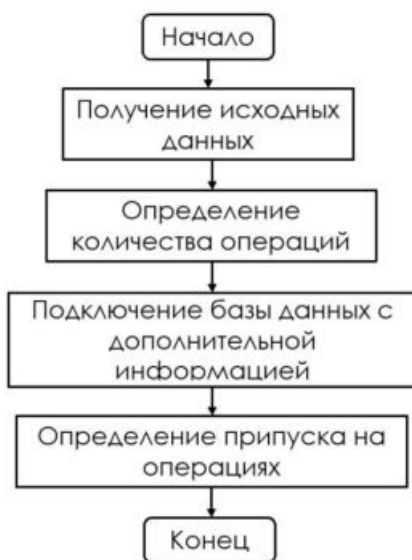 Начало
Получение исходных
данных
Определение
количества операций
Подключение базы данных с
дополнительной
информацией
Определение припуска на
операциях
Конец